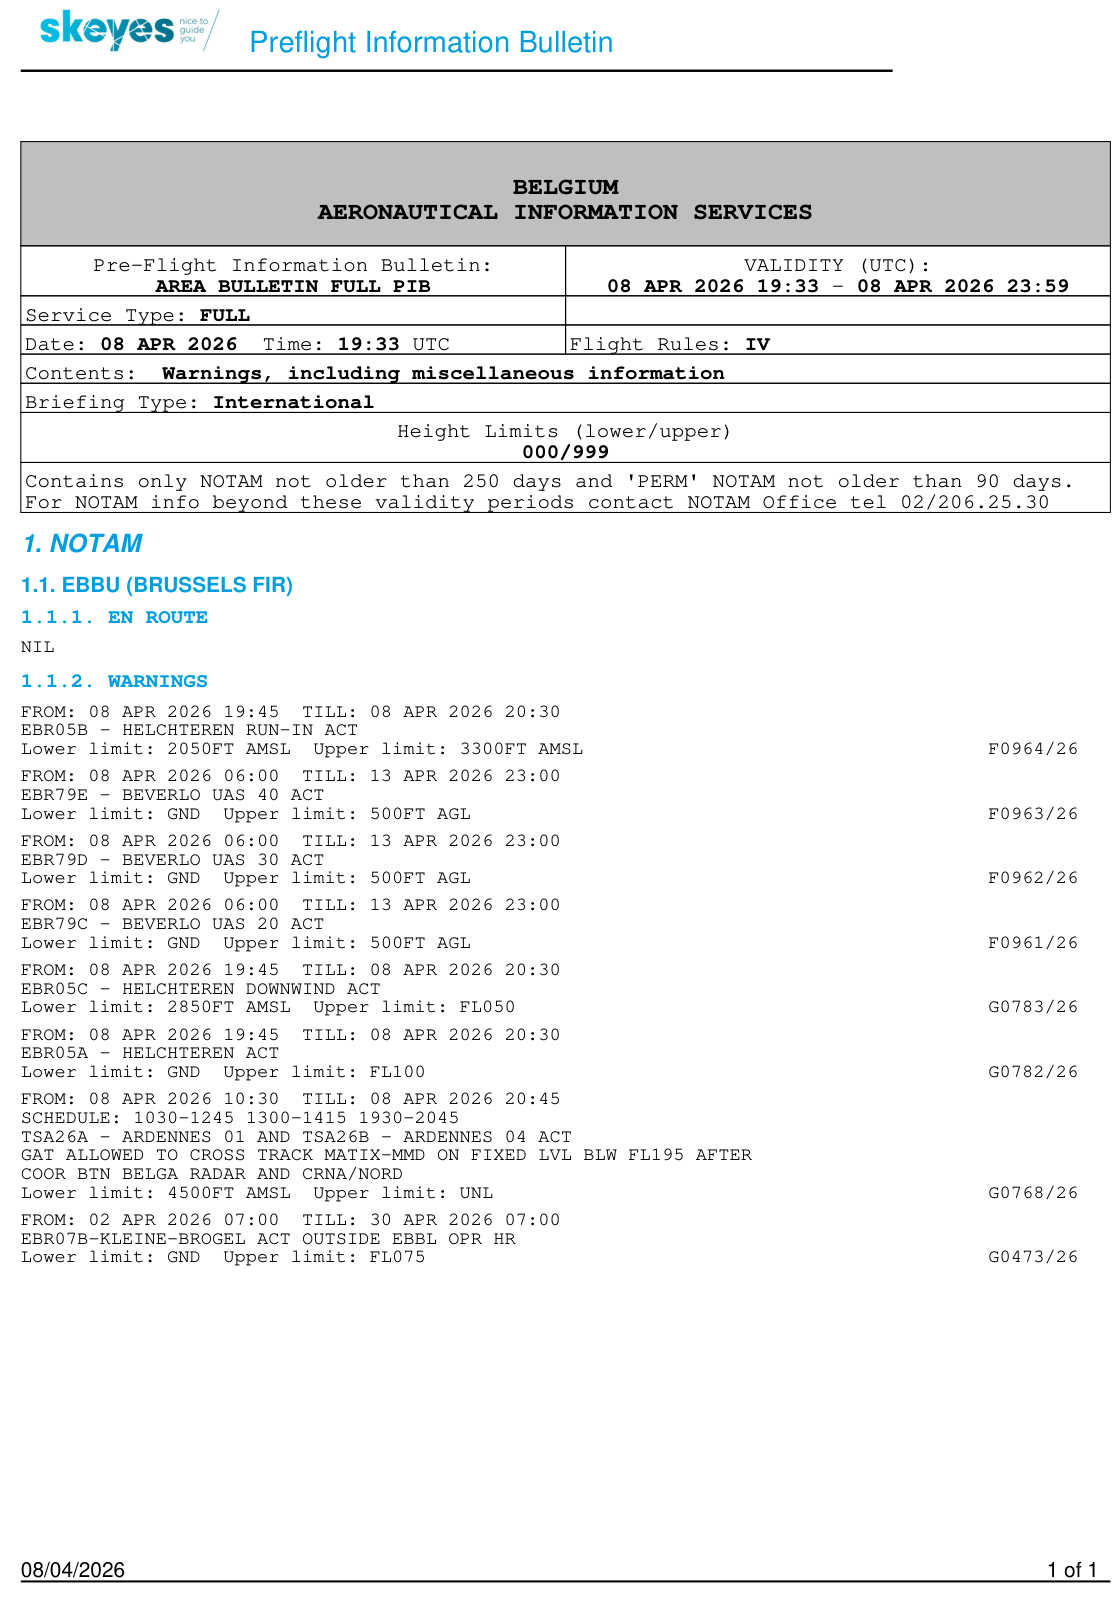 skeyes nice to guide you
Preflight Information Bulletin
BELGIUM
AERONAUTICAL INFORMATION SERVICES
Pre-Flight Information Bulletin:
AREA BULLETIN FULL PIB
VALIDITY (UTC):
08 APR 2026 19:33 - 08 APR 2026 23:59
Service Type: FULL
Date: 08 APR 2026 Time: 19:33 UTC
Flight Rules: IV
Contents: Warnings, including miscellaneous information
Briefing Type: International
Height Limits (lower/upper)
000/999
Contains only NOTAM not older than 250 days and 'PERM' NOTAM not older than 90 days.
For NOTAM info beyond these validity periods contact NOTAM Office tel 02/206.25.30
1. NOTAM
1.1. EBBU (BRUSSELS FIR)
1.1.1. EN ROUTE
NIL
1.1.2. WARNINGS
FROM: 08 APR 2026 19:45 TILL: 08 APR 2026 20:30
EBR05B - HELCHTEREN RUN-IN ACT
Lower limit: 2050FT AMSL Upper limit: 3300FT AMSL F0964/26
FROM: 08 APR 2026 06:00 TILL: 13 APR 2026 23:00
EBR79E - BEVERLO UAS 40 ACT
Lower limit: GND Upper limit: 500FT AGL F0963/26
FROM: 08 APR 2026 06:00 TILL: 13 APR 2026 23:00
EBR79D - BEVERLO UAS 30 ACT
Lower limit: GND Upper limit: 500FT AGL F0962/26
FROM: 08 APR 2026 06:00 TILL: 13 APR 2026 23:00
EBR79C - BEVERLO UAS 20 ACT
Lower limit: GND Upper limit: 500FT AGL F0961/26
FROM: 08 APR 2026 19:45 TILL: 08 APR 2026 20:30
EBR05C - HELCHTEREN DOWNWIND ACT
Lower limit: 2850FT AMSL Upper limit: FL050 G0783/26
FROM: 08 APR 2026 19:45 TILL: 08 APR 2026 20:30
EBR05A - HELCHTEREN ACT
Lower limit: GND Upper limit: FL100 G0782/26
FROM: 08 APR 2026 10:30 TILL: 08 APR 2026 20:45
SCHEDULE: 1030-1245 1300-1415 1930-2045
TSA26A - ARDENNES 01 AND TSA26B - ARDENNES 04 ACT
GAT ALLOWED TO CROSS TRACK MATIX-MMD ON FIXED LVL BLW FL195 AFTER
COOR BTN BELGA RADAR AND CRNA/NORD
Lower limit: 4500FT AMSL Upper limit: UNL G0768/26
FROM: 02 APR 2026 07:00 TILL: 30 APR 2026 07:00
EBR07B-KLEINE-BROGEL ACT OUTSIDE EBBL OPR HR
Lower limit: GND Upper limit: FL075 G0473/26
08/04/2026 1 of 1